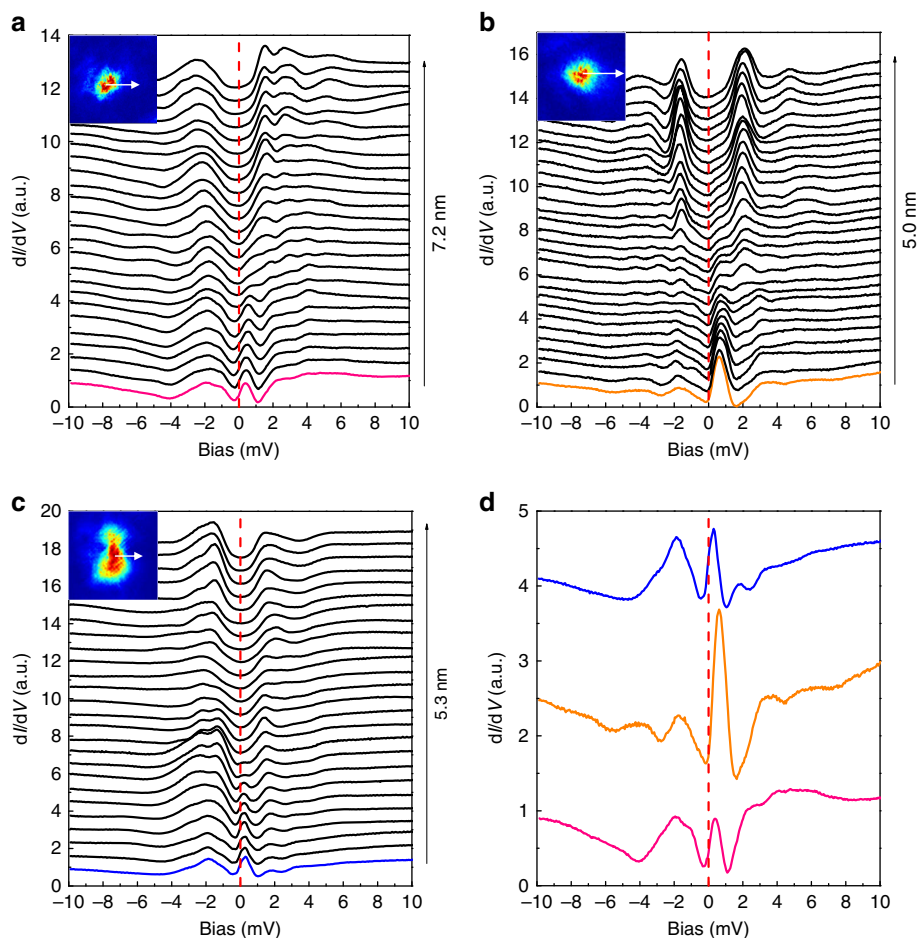 a
14
12
10
8
6
4
2
0
dI/dV (a.u.)
–10 –8 –6 –4 –2 0 2 4 6 8 10
Bias (mV)
7.2 nm
b
16
14
12
10
8
6
4
2
0
dI/dV (a.u.)
–10 –8 –6 –4 –2 0 2 4 6 8 10
Bias (mV)
5.0 nm
c
20
18
16
14
12
10
8
6
4
2
0
dI/dV (a.u.)
–10 –8 –6 –4 –2 0 2 4 6 8 10
Bias (mV)
5.3 nm
d
5
4
3
2
1
0
dI/dV (a.u.)
–10 –8 –6 –4 –2 0 2 4 6 8 10
Bias (mV)